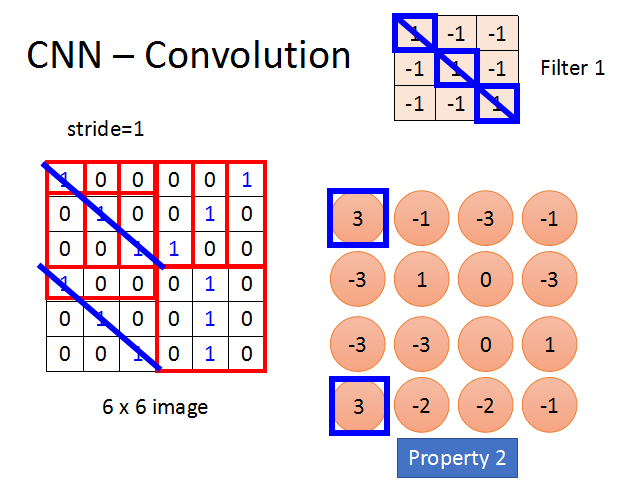 CNN – Convolution
1 -1 -1
-1 1 -1
-1 -1 1
Filter 1
stride=1
1 0 0 0 0 1
0 1 0 0 1 0
0 0 1 1 0 0
1 0 0 0 1 0
0 1 0 0 1 0
0 0 1 0 1 0
6 x 6 image
3 -1 -3 -1
-3 1 0 -3
-3 -3 0 1
3 -2 -2 -1
Property 2